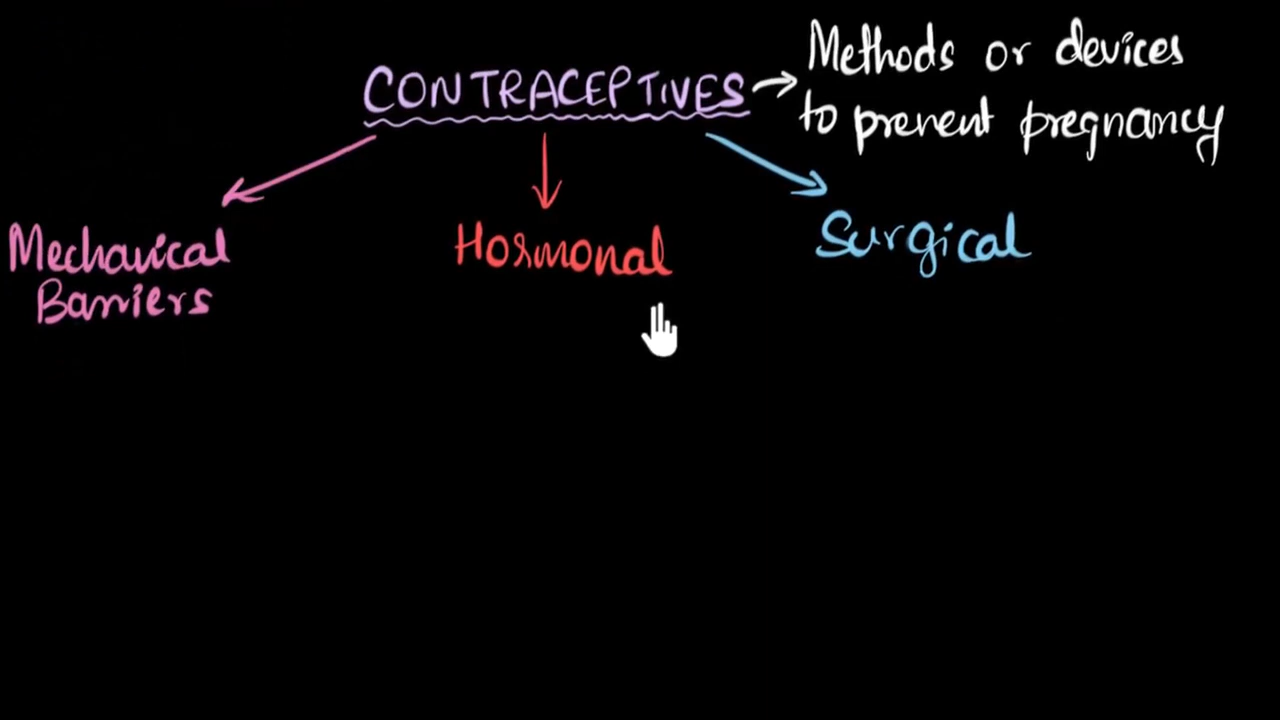 CONTRACEPTIVES → Methods or devices
to prevent pregnancy
Mechanical
Barriers
Hormonal
Surgical